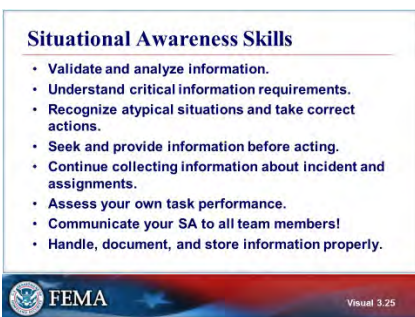 Situational Awareness Skills
• Validate and analyze information.
• Understand critical information requirements.
• Recognize atypical situations and take correct
actions.
• Seek and provide information before acting.
• Continue collecting information about incident and
assignments.
• Assess your own task performance.
• Communicate your SA to all team members!
• Handle, document, and store information properly.
FEMA
Visual 3.25